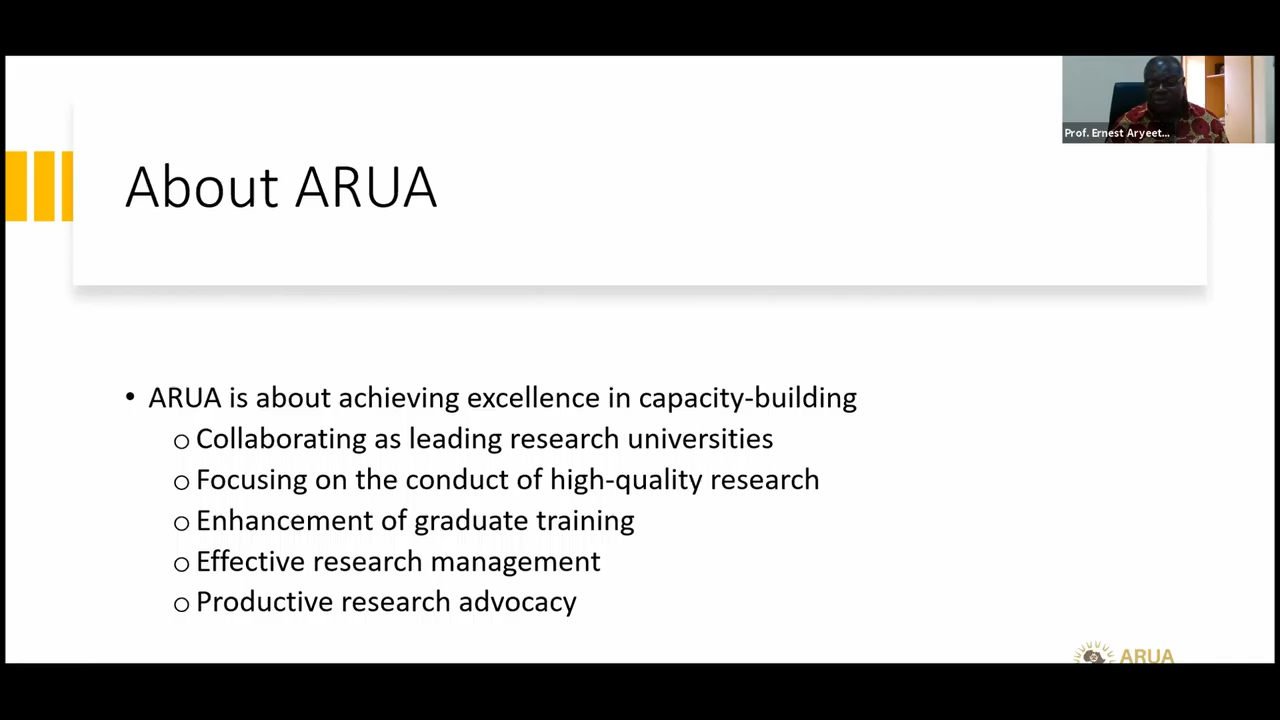 Prof. Ernest Aryeet...
About ARUA
• ARUA is about achieving excellence in capacity-building
o Collaborating as leading research universities
o Focusing on the conduct of high-quality research
o Enhancement of graduate training
o Effective research management
o Productive research advocacy
ARUA